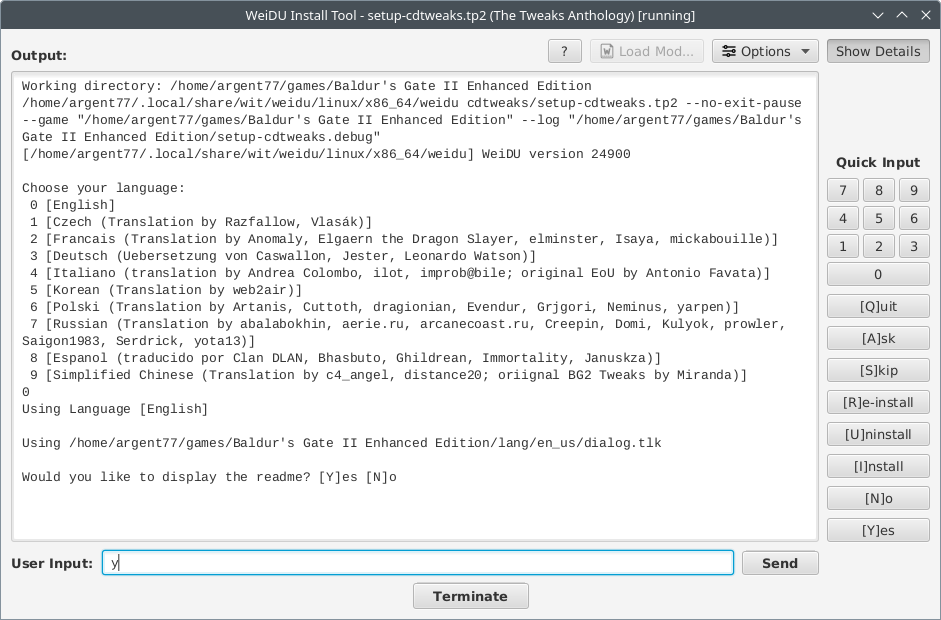 WeiDU Install Tool - setup-cdtweaks.tp2 (The Tweaks Anthology) [running]
Output:
?
Load Mod...
Options
Show Details
Working directory: /home/argent77/games/Baldur's Gate II Enhanced Edition
/home/argent77/.local/share/wit/weidu/linux/x86_64/weidu cdtweaks/setup-cdtweaks.tp2 --no-exit-pause
--game "/home/argent77/games/Baldur's Gate II Enhanced Edition" --log "/home/argent77/games/Baldur's
Gate II Enhanced Edition/setup-cdtweaks.debug"
[/home/argent77/.local/share/wit/weidu/linux/x86_64/weidu] WeiDU version 24900
Choose your language:
0 [English]
1 [Czech (Translation by Razfallow, Vlasák)]
2 [Francais (Translation by Anomaly, Elgaern the Dragon Slayer, elminster, Isaya, mickabouille)]
3 [Deutsch (Uebersetzung von Caswallon, Jester, Leonardo Watson)]
4 [Italiano (translation by Andrea Colombo, ilot, improb@bile; original EoU by Antonio Favata)]
5 [Korean (Translation by web2air)]
6 [Polski (Translation by Artanis, Cuttoth, dragionian, Evendur, Grjgori, Neminus, yarpen)]
7 [Russian (Translation by abalabokhin, aerie.ru, arcanecoast.ru, Creepin, Domi, Kulyok, prowler,
Saigon1983, Serdrick, yota13)]
8 [Espanol (traducido por Clan DLAN, Bhasbuto, Ghildrean, Immortality, Januskza)]
9 [Simplified Chinese (Translation by c4_angel, distance20; oriignal BG2 Tweaks by Miranda)]
0
Using Language [English]
Using /home/argent77/games/Baldur's Gate II Enhanced Edition/lang/en_us/dialog.tlk
Would you like to display the readme? [Y]es [N]o
Quick Input
7 8 9
4 5 6
1 2 3
0
[Q]uit
[A]sk
[S]kip
[R]e-install
[U]ninstall
[I]nstall
[N]o
[Y]es
User Input:
y
Send
Terminate